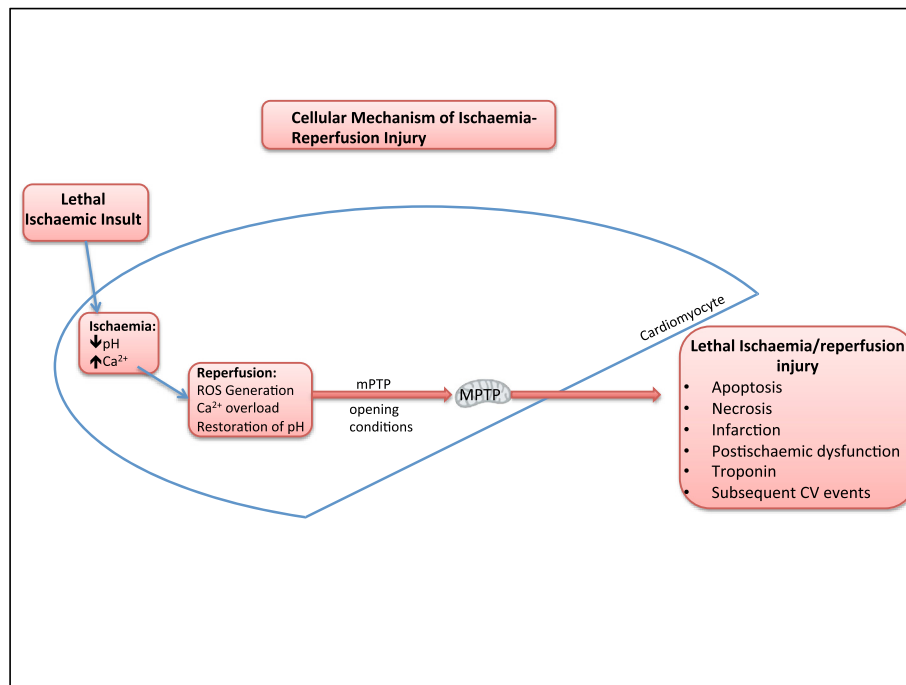 Cellular Mechanism of Ischaemia-
Reperfusion Injury
Lethal
Ischaemic Insult
Ischaemia:
↓pH
↑Ca²⁺
Reperfusion:
ROS Generation
Ca²⁺ overload
Restoration of pH
mPTP
opening
conditions
MPTP
Cardiomyocyte
Lethal Ischaemia/reperfusion
injury
• Apoptosis
• Necrosis
• Infarction
• Postischaemic dysfunction
• Troponin
• Subsequent CV events